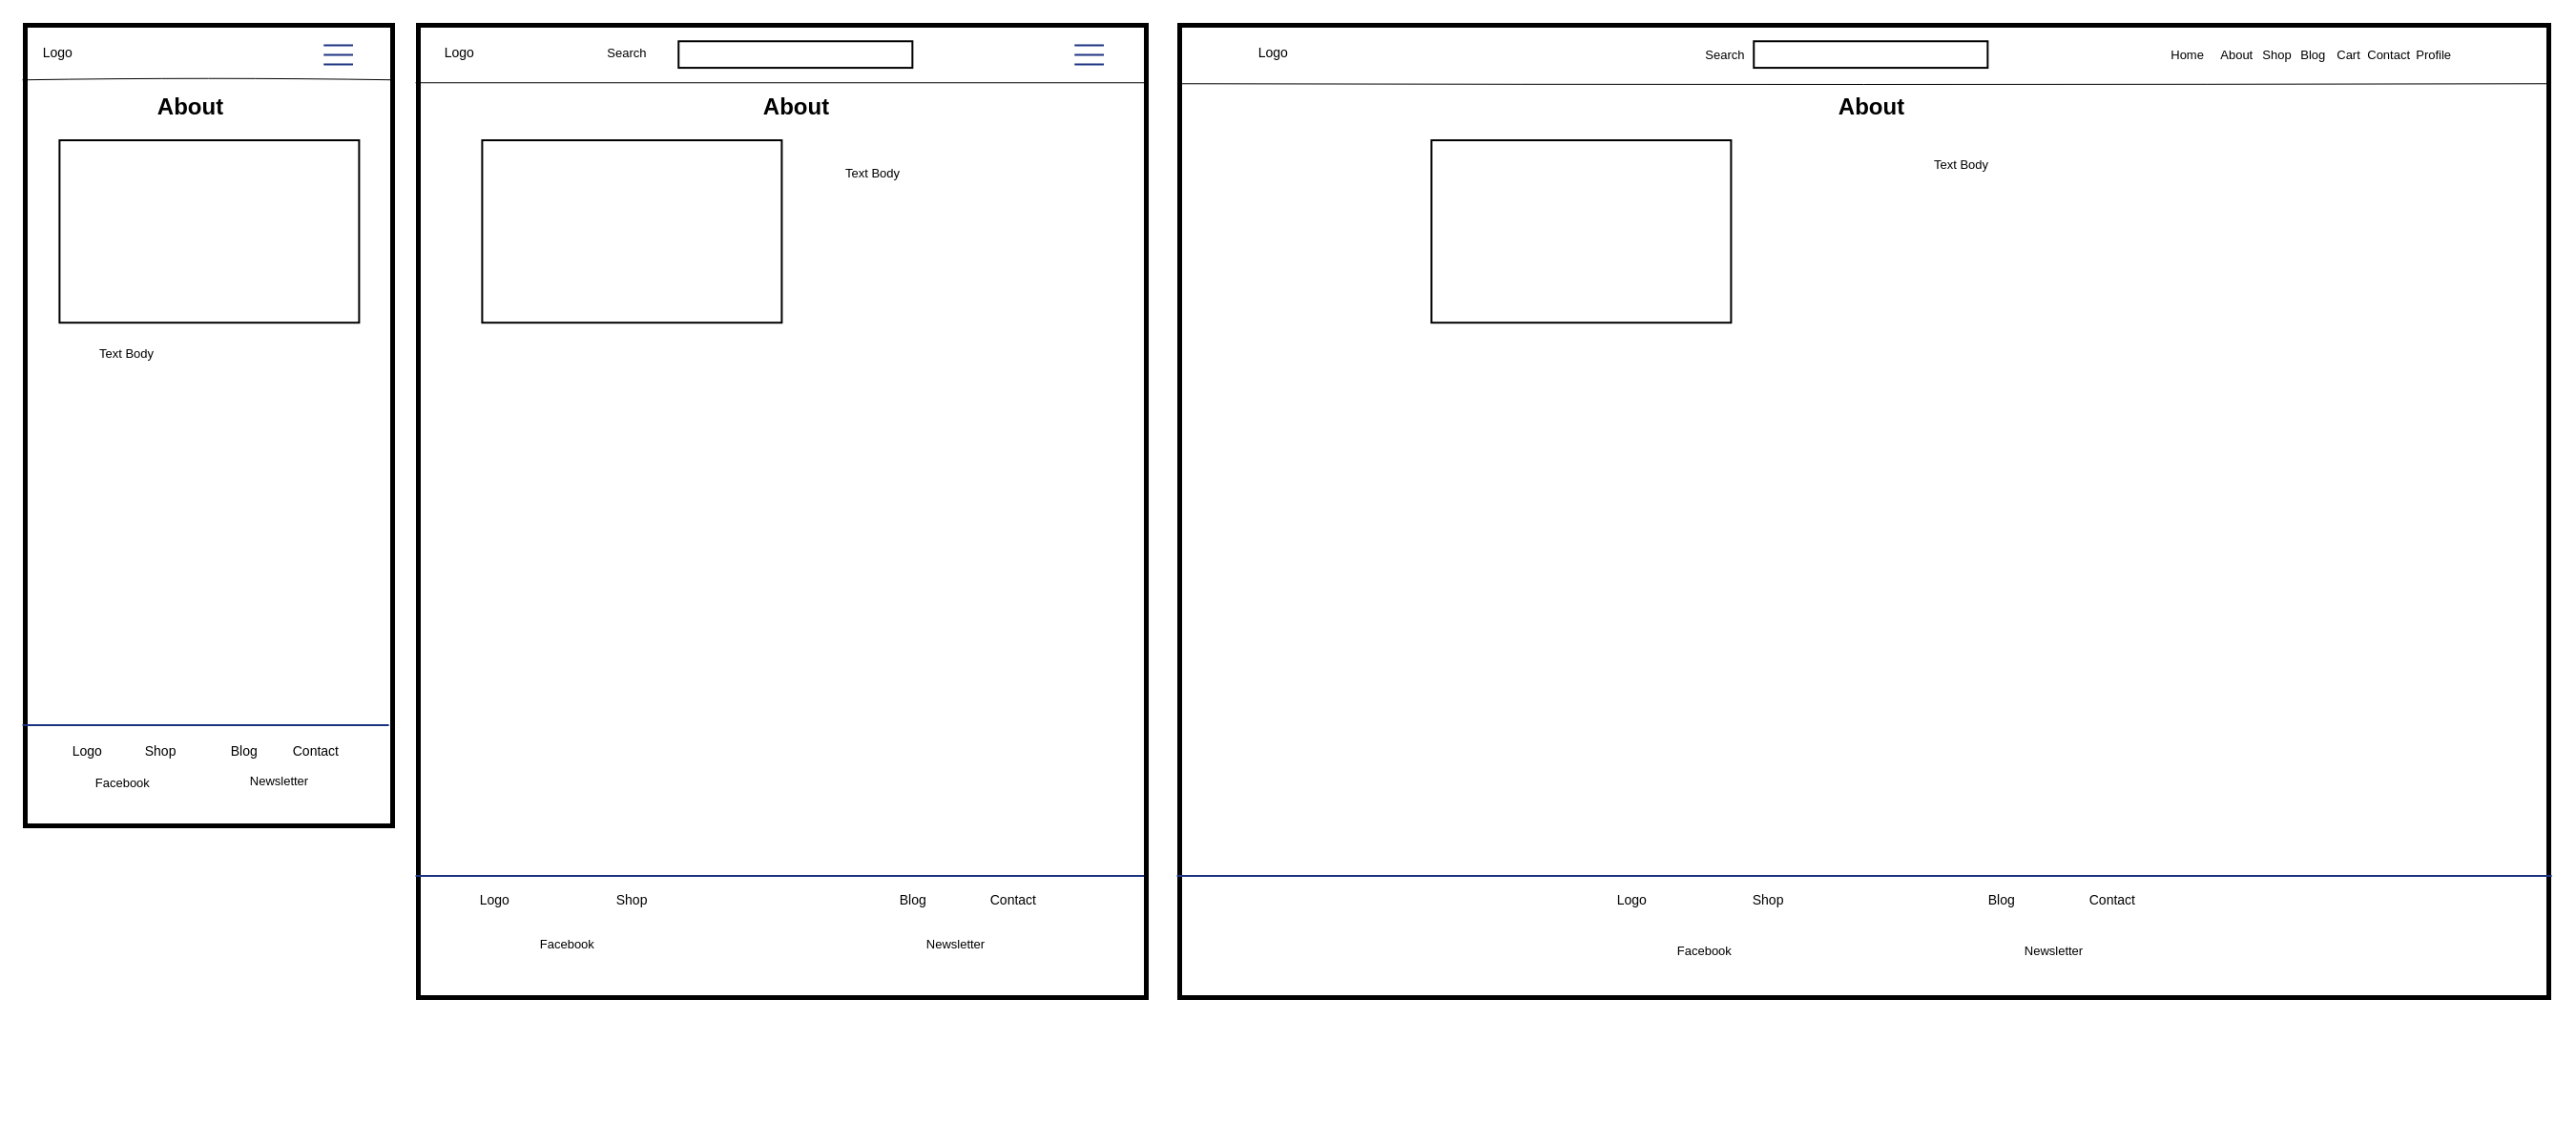 Logo
About
Text Body
Logo Shop Blog Contact
Facebook Newsletter
Logo Search
About
Text Body
Logo Shop Blog Contact
Facebook Newsletter
Logo Search Home About Shop Blog Cart Contact Profile
About
Text Body
Logo Shop Blog Contact
Facebook Newsletter